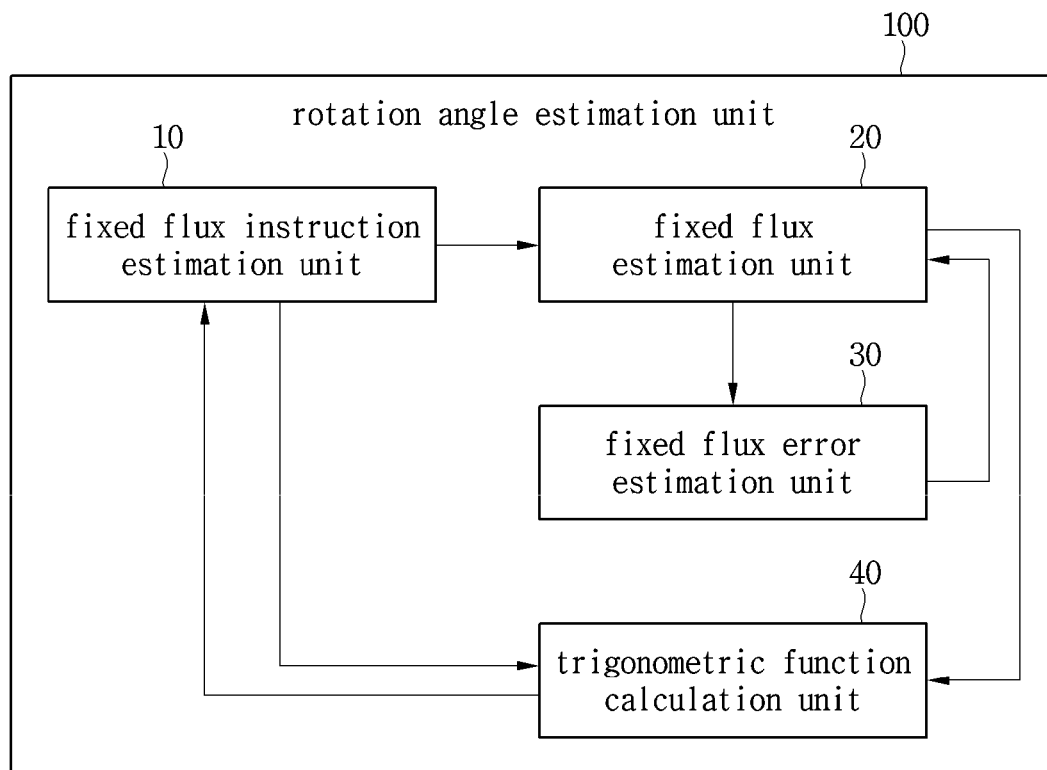 100
rotation angle estimation unit
10
fixed flux instruction
estimation unit
20
fixed flux
estimation unit
30
fixed flux error
estimation unit
40
trigonometric function
calculation unit